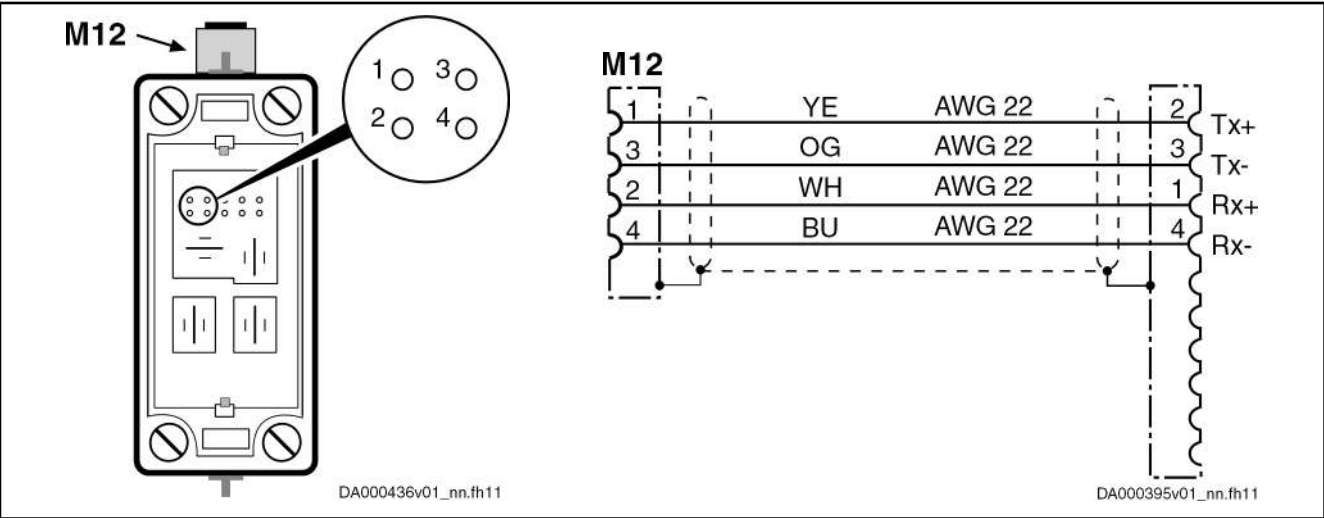 M12
1 3
2 4
DA000436v01_nn.fh11
M12
1 YE AWG 22 2 Tx+
3 OG AWG 22 3 Tx-
2 WH AWG 22 1 Rx+
4 BU AWG 22 4 Rx-
DA000395v01_nn.fh11